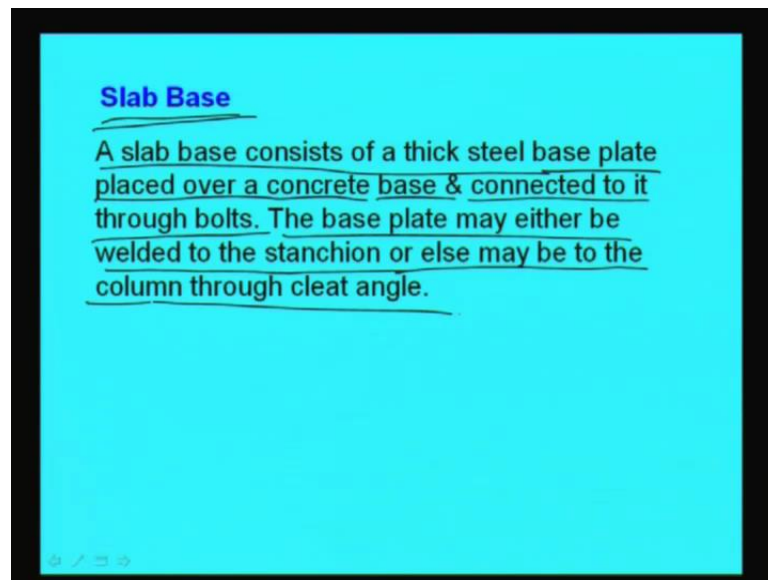 Slab Base
A slab base consists of a thick steel base plate
placed over a concrete base & connected to it
through bolts. The base plate may either be
welded to the stanchion or else may be to the
column through cleat angle.